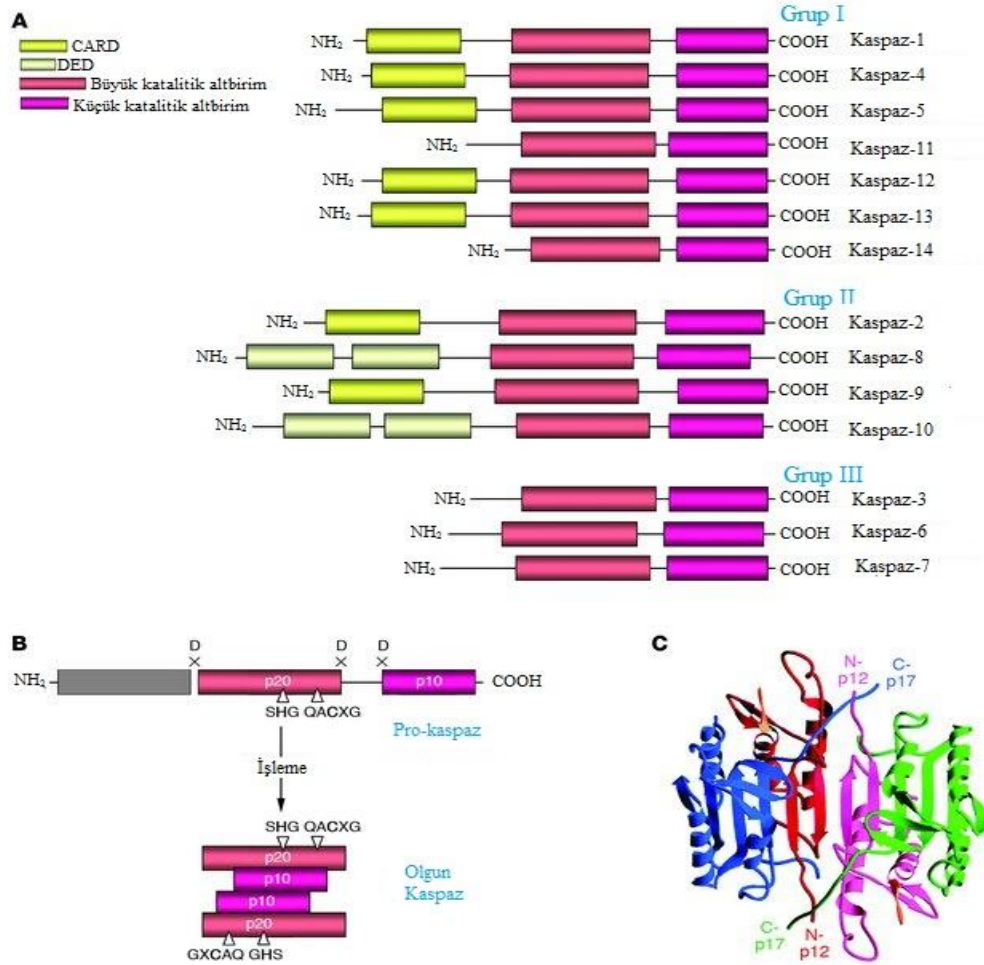 A
CARD
DED
Büyük katalitik altbirim
Küçük katalitik altbirim
Grup I
NH₂ COOH Kaspaz-1
NH₂ COOH Kaspaz-4
NH₂ COOH Kaspaz-5
NH₂ COOH Kaspaz-11
NH₂ COOH Kaspaz-12
NH₂ COOH Kaspaz-13
NH₂ COOH Kaspaz-14
Grup II
NH₂ COOH Kaspaz-2
NH₂ COOH Kaspaz-8
NH₂ COOH Kaspaz-9
NH₂ COOH Kaspaz-10
Grup III
NH₂ COOH Kaspaz-3
NH₂ COOH Kaspaz-6
NH₂ COOH Kaspaz-7
B
D D D
× × ×
NH₂ p20 p10 COOH
SHG QACXG
Pro-kaspaz
İşleme
SHG QACXG
p20
p10
p10
p20
GXCAQ GHS
Olgun
Kaspaz
C
N-
p12
C-
p17
C-
p17
N-
p12